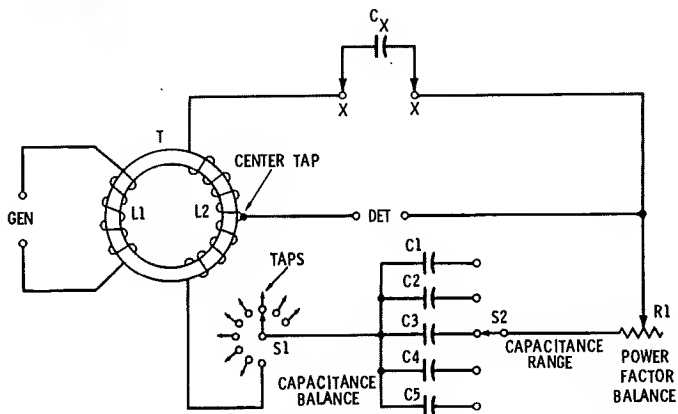 C X
X X
T
CENTER TAP
GEN
L1
L2
DET
TAPS
C1
C2
C3
C4
C5
S1
S2
R1
CAPACITANCE
BALANCE
CAPACITANCE
RANGE
POWER
FACTOR
BALANCE